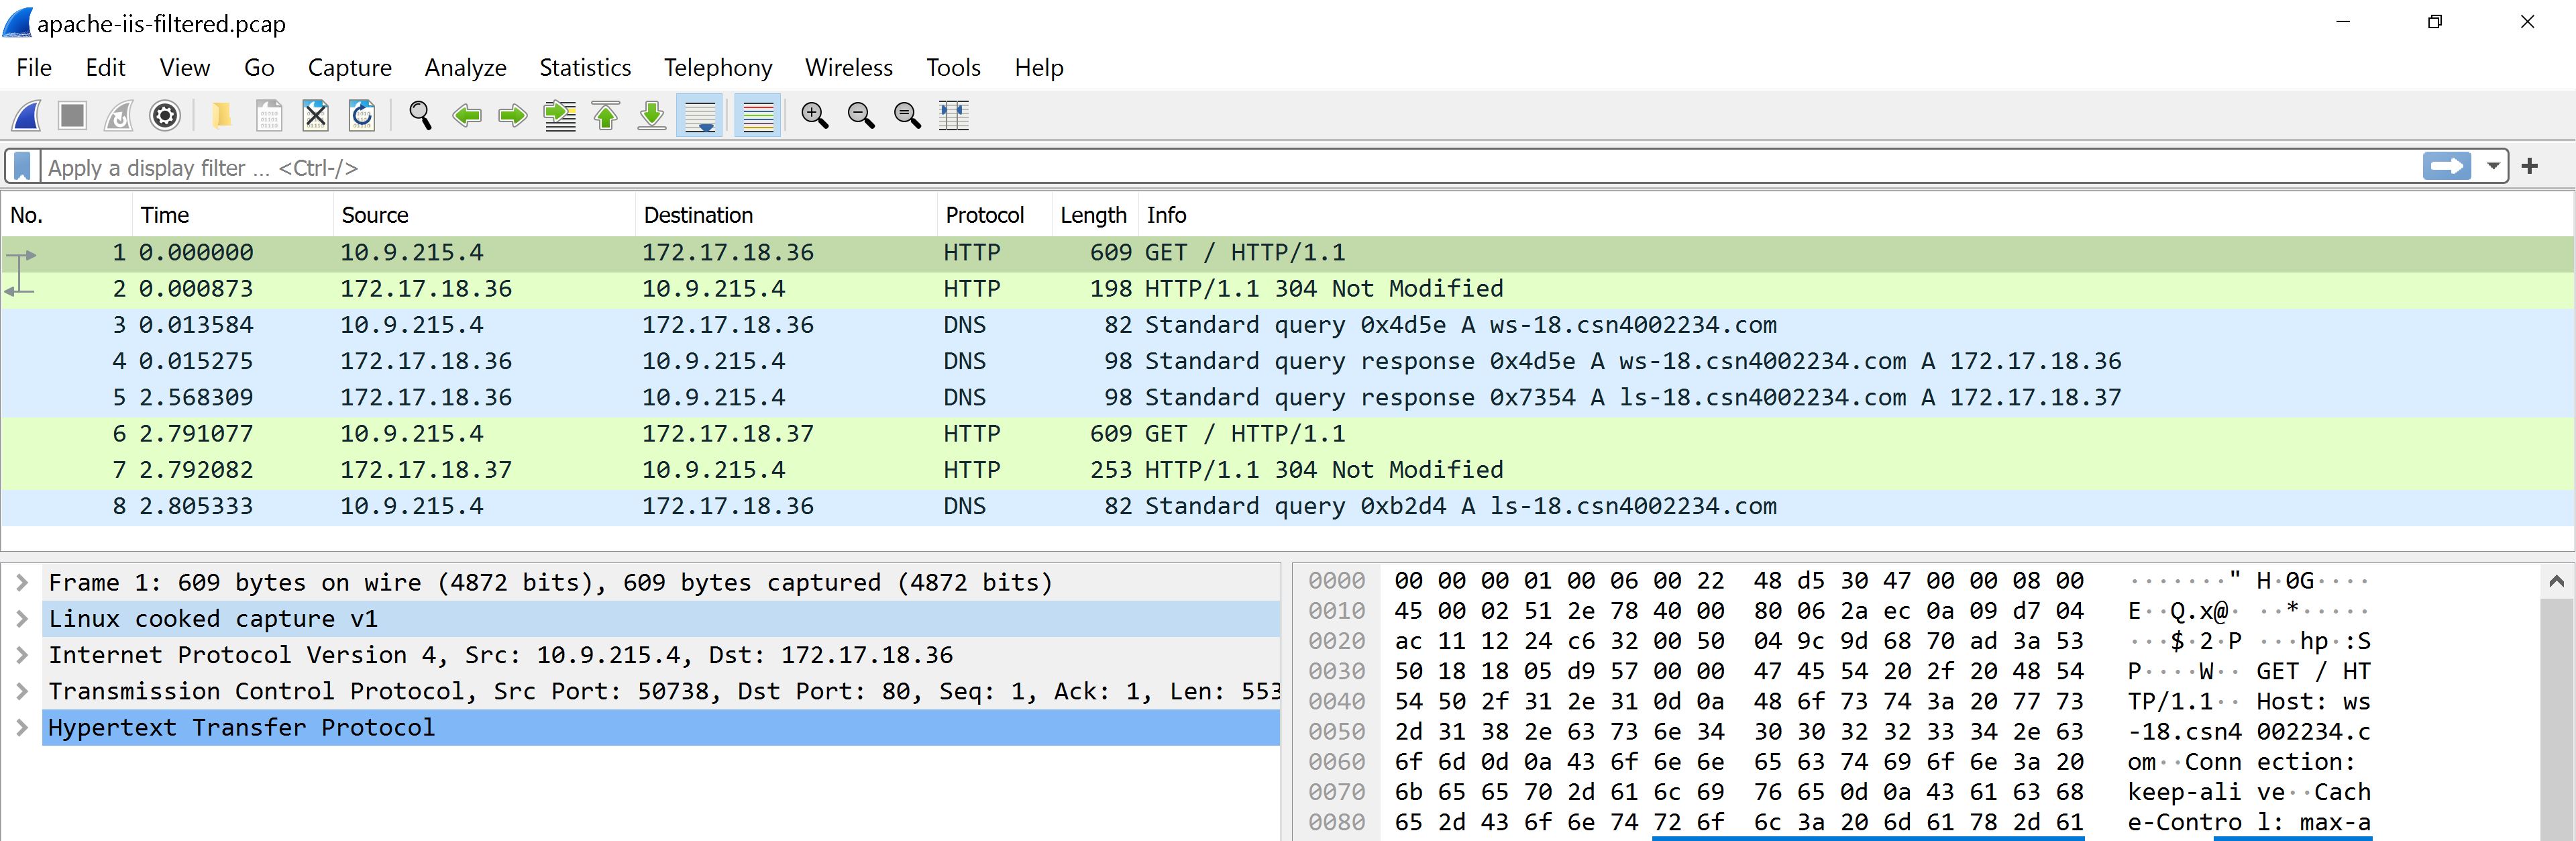 apache-iis-filtered.pcap
File Edit View Go Capture Analyze Statistics Telephony Wireless Tools Help
Apply a display filter ... <Ctrl-/>
No. Time Source Destination Protocol Length Info
1 0.000000 10.9.215.4 172.17.18.36 HTTP 609 GET / HTTP/1.1
2 0.000873 172.17.18.36 10.9.215.4 HTTP 198 HTTP/1.1 304 Not Modified
3 0.013584 10.9.215.4 172.17.18.36 DNS 82 Standard query 0x4d5e A ws-18.csn4002234.com
4 0.015275 172.17.18.36 10.9.215.4 DNS 98 Standard query response 0x4d5e A ws-18.csn4002234.com A 172.17.18.36
5 2.568309 172.17.18.36 10.9.215.4 DNS 98 Standard query response 0x7354 A ls-18.csn4002234.com A 172.17.18.37
6 2.791077 10.9.215.4 172.17.18.37 HTTP 609 GET / HTTP/1.1
7 2.792082 172.17.18.37 10.9.215.4 HTTP 253 HTTP/1.1 304 Not Modified
8 2.805333 10.9.215.4 172.17.18.36 DNS 82 Standard query 0xb2d4 A ls-18.csn4002234.com
Frame 1: 609 bytes on wire (4872 bits), 609 bytes captured (4872 bits)
Linux cooked capture v1
Internet Protocol Version 4, Src: 10.9.215.4, Dst: 172.17.18.36
Transmission Control Protocol, Src Port: 50738, Dst Port: 80, Seq: 1, Ack: 1, Len: 553
Hypertext Transfer Protocol
0000 00 00 00 01 00 06 00 22 48 d5 30 47 00 00 08 00 ·······" H·0G····
0010 45 00 02 51 2e 78 40 00 80 06 2a ec 0a 09 d7 04 E··Q.x@· ··*·····
0020 ac 11 12 24 c6 32 00 50 04 9c 9d 68 70 ad 3a 53 ···$·2·P ···hp·:S
0030 50 18 18 05 d9 57 00 00 47 45 54 20 2f 20 48 54 P····W·· GET / HT
0040 54 50 2f 31 2e 31 0d 0a 48 6f 73 74 3a 20 77 73 TP/1.1·· Host: ws
0050 2d 31 38 2e 63 73 6e 34 30 30 32 32 33 34 2e 63 -18.csn4 002234.c
0060 6f 6d 0d 0a 43 6f 6e 6e 65 63 74 69 6f 6e 3a 20 om··Conn ection:
0070 6b 65 65 70 2d 61 6c 69 76 65 0d 0a 43 61 63 68 keep-ali ve··Cach
0080 65 2d 43 6f 6e 74 72 6f 6c 3a 20 6d 61 78 2d 61 e-Contro l: max-a